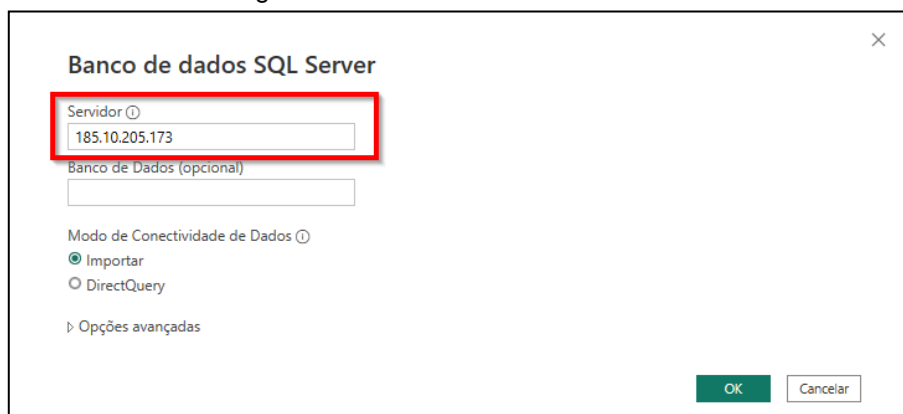 Banco de dados SQL Server
Servidor
185.10.205.173
Banco de Dados (opcional)
Modo de Conectividade de Dados
Importar
DirectQuery
Opções avançadas
OK Cancelar